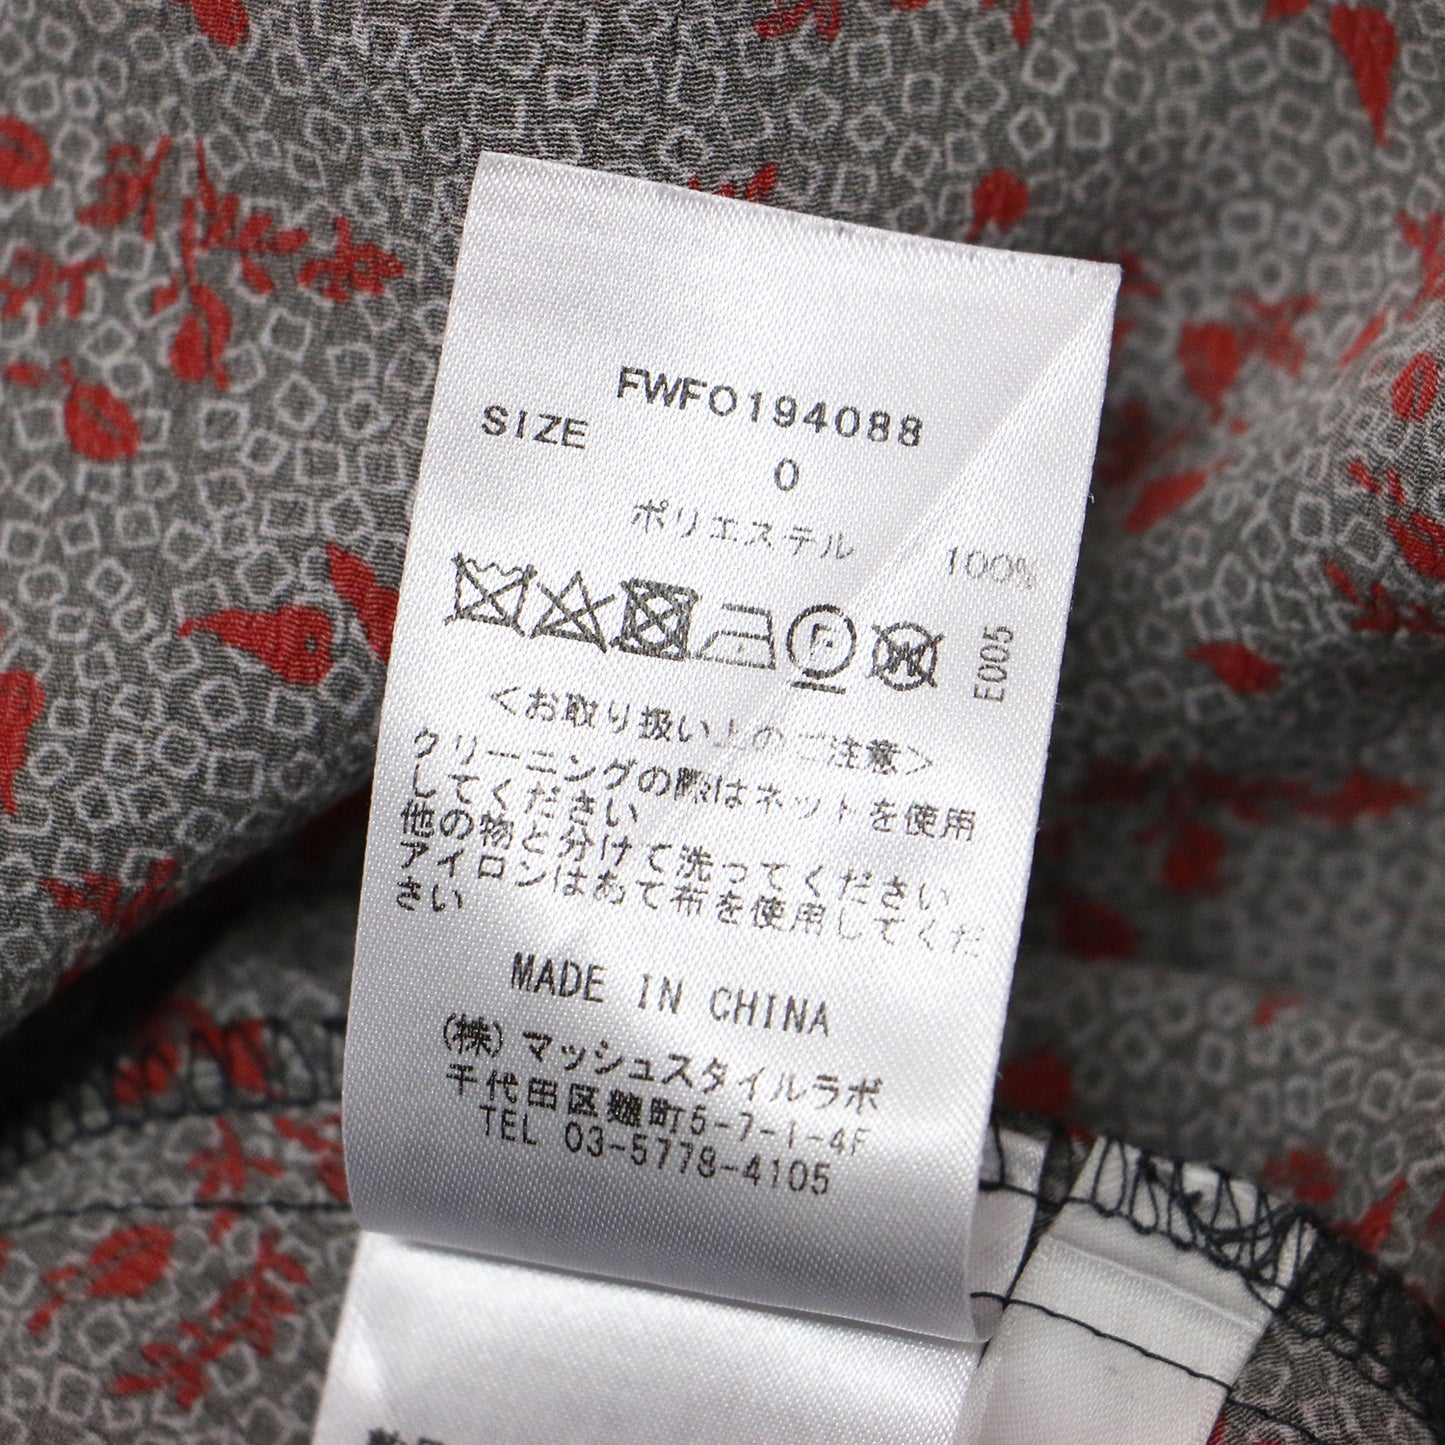 FWFO194088
SIZE
0
ポリエステル 100%
E005
<お取り扱い上のご注意>
クリーニングの際はネットを使用
してください
他の物と分けて洗ってください
アイロンはあて布を使用してくだ
さい
MADE IN CHINA
(株)マッシュスタイルラボ
千代田区麹町5-7-1-4F
TEL 03-5778-4105